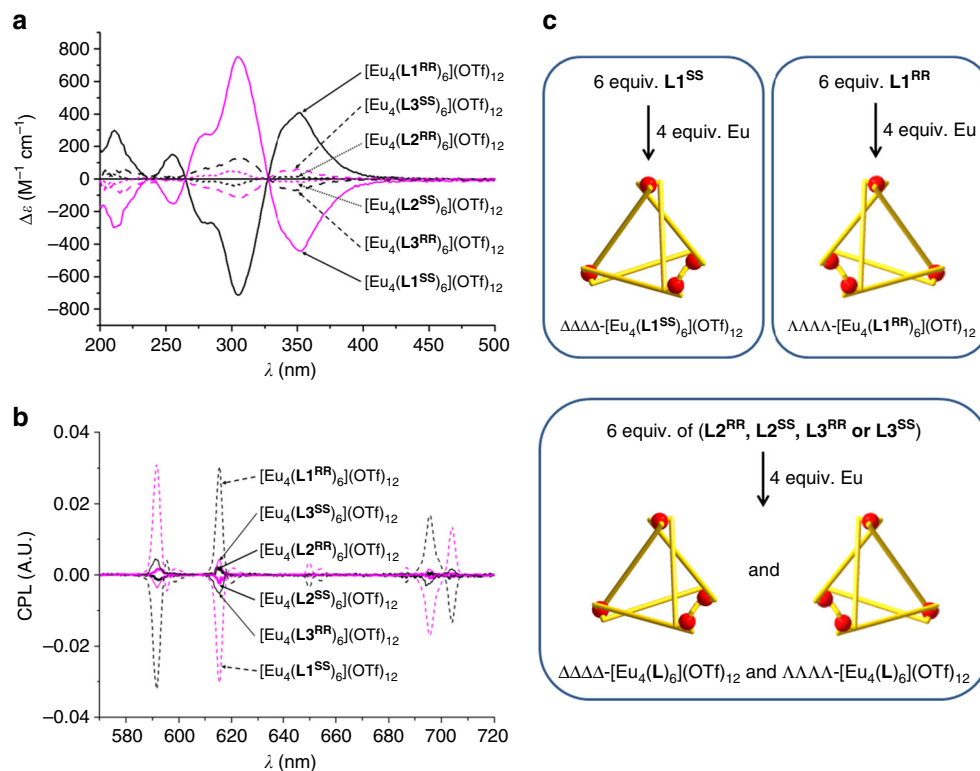 a
800
600
400
200
0
−200
−400
−600
−800
Δε (M⁻¹ cm⁻¹)
200 250 300 350 400 450 500
λ (nm)
[Eu₄(L1ᴿᴿ)₆](OTf)₁₂
[Eu₄(L3ˢˢ)₆](OTf)₁₂
[Eu₄(L2ᴿᴿ)₆](OTf)₁₂
[Eu₄(L2ˢˢ)₆](OTf)₁₂
[Eu₄(L3ᴿᴿ)₆](OTf)₁₂
[Eu₄(L1ˢˢ)₆](OTf)₁₂
b
0.04
0.02
0.00
−0.02
−0.04
CPL (A.U.)
580 600 620 640 660 680 700 720
λ (nm)
[Eu₄(L1ᴿᴿ)₆](OTf)₁₂
[Eu₄(L3ˢˢ)₆](OTf)₁₂
[Eu₄(L2ᴿᴿ)₆](OTf)₁₂
[Eu₄(L2ˢˢ)₆](OTf)₁₂
[Eu₄(L3ᴿᴿ)₆](OTf)₁₂
[Eu₄(L1ˢˢ)₆](OTf)₁₂
c
6 equiv. L1ˢˢ
4 equiv. Eu
ΔΔΔΔ-[Eu₄(L1ˢˢ)₆](OTf)₁₂
6 equiv. L1ᴿᴿ
4 equiv. Eu
ΛΛΛΛ-[Eu₄(L1ᴿᴿ)₆](OTf)₁₂
6 equiv. of (L2ᴿᴿ, L2ˢˢ, L3ᴿᴿ or L3ˢˢ)
4 equiv. Eu
and
ΔΔΔΔ-[Eu₄(L)₆](OTf)₁₂ and ΛΛΛΛ-[Eu₄(L)₆](OTf)₁₂